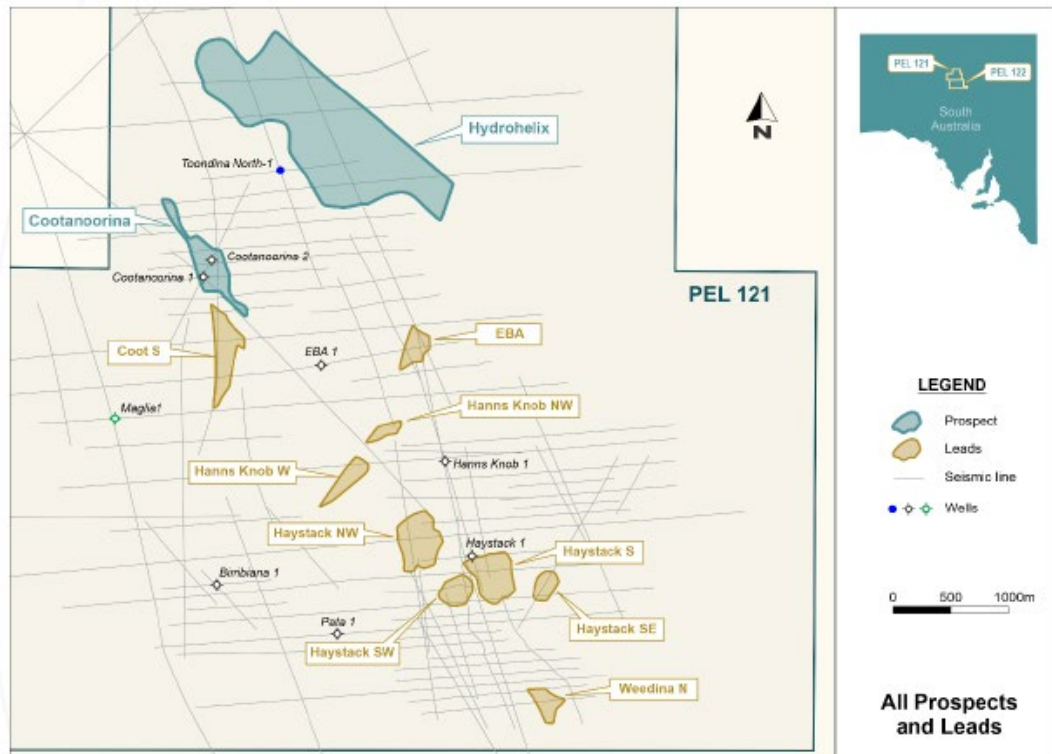 Hydrohelix
Toondina North-1
Cootanoorina
Cootanoorina 2
Cootanoorina 1
PEL 121
Coot S
EBA 1
EBA
Maglia1
Hanns Knob NW
Hanns Knob W
Hanns Knob 1
Haystack NW
Haystack 1
Haystack S
Birribiana 1
Pata 1
Haystack SW
Haystack SE
Weedina N
N
PEL 121
PEL 122
South
Australia
LEGEND
Prospect
Leads
Seismic line
Wells
0 500 1000m
All Prospects
and Leads